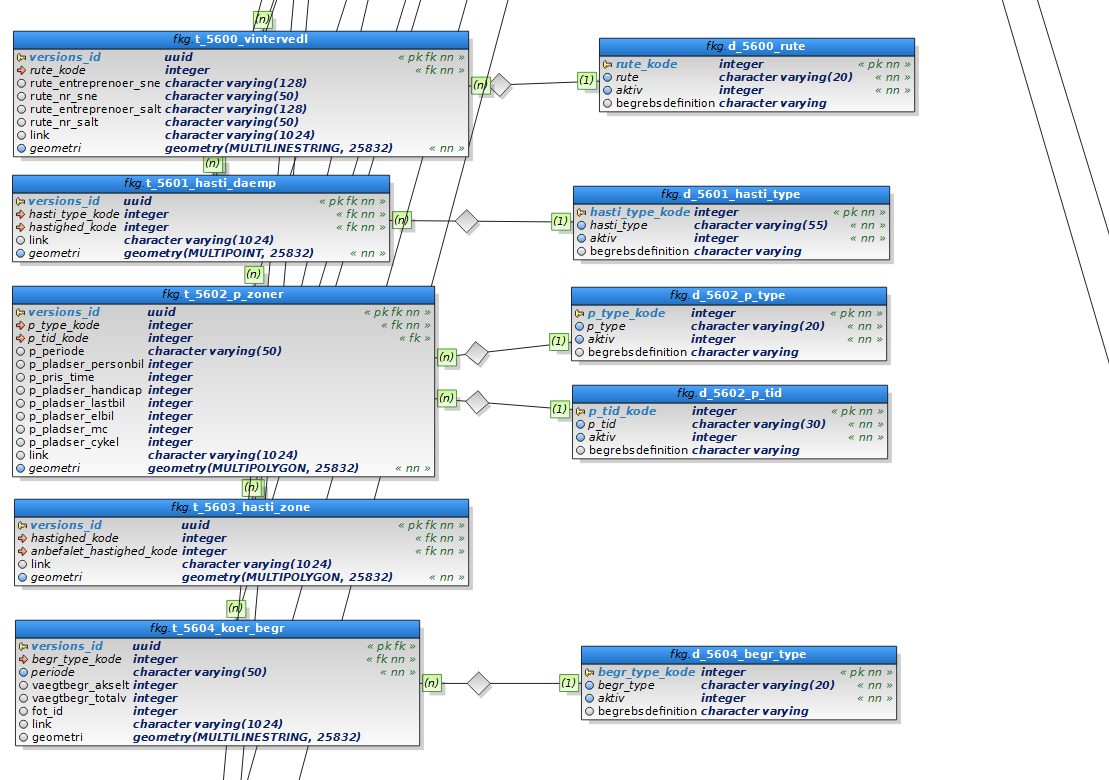 (n)
fkg.t_5600_vintervedl
versions_id uuid « pk fk nn »
rute_kode integer « fk nn »
rute_entreprenoer_sne character varying(128)
rute_nr_sne character varying(50)
rute_entreprenoer_salt character varying(128)
rute_nr_salt character varying(50)
link character varying(1024)
geometri geometry(MULTILINESTRING, 25832) « nn »
(n)
(1)
fkg.d_5600_rute
rute_kode integer « pk nn »
rute character varying(20) « nn »
aktiv integer « nn »
begrebsdefinition character varying
(n)
fkg.t_5601_hasti_daemp
versions_id uuid « pk fk nn »
hasti_type_kode integer « fk nn »
hastighed_kode integer « fk nn »
link character varying(1024)
geometri geometry(MULTIPOINT, 25832) « nn »
(n)
(1)
fkg.d_5601_hasti_type
hasti_type_kode integer « pk nn »
hasti_type character varying(55) « nn »
aktiv integer « nn »
begrebsdefinition character varying
(n)
fkg.t_5602_p_zoner
versions_id uuid « pk fk nn »
p_type_kode integer « fk nn »
p_tid_kode integer « fk »
p_periode character varying(50)
p_pladser_personbil integer
p_pris_time integer
p_pladser_handicap integer
p_pladser_lastbil integer
p_pladser_elbil integer
p_pladser_mc integer
p_pladser_cykel integer
link character varying(1024)
geometri geometry(MULTIPOLYGON, 25832) « nn »
(n)
(1)
fkg.d_5602_p_type
p_type_kode integer « pk nn »
p_type character varying(20) « nn »
aktiv integer « nn »
begrebsdefinition character varying
(n)
(1)
fkg.d_5602_p_tid
p_tid_kode integer « pk nn »
p_tid character varying(30) « nn »
aktiv integer « nn »
begrebsdefinition character varying
(n)
fkg.t_5603_hasti_zone
versions_id uuid « pk fk nn »
hastighed_kode integer « fk nn »
anbefalet_hastighed_kode integer « fk nn »
link character varying(1024)
geometri geometry(MULTIPOLYGON, 25832) « nn »
(n)
fkg.t_5604_koer_begr
versions_id uuid « pk fk »
begr_type_kode integer « fk nn »
periode character varying(50) « nn »
vaegtbegr_akselt integer
vaegtbegr_totalv integer
fot_id integer
link character varying(1024)
geometri geometry(MULTILINESTRING, 25832)
(n)
(1)
fkg.d_5604_begr_type
begr_type_kode integer « pk nn »
begr_type character varying(20) « nn »
aktiv integer « nn »
begrebsdefinition character varying